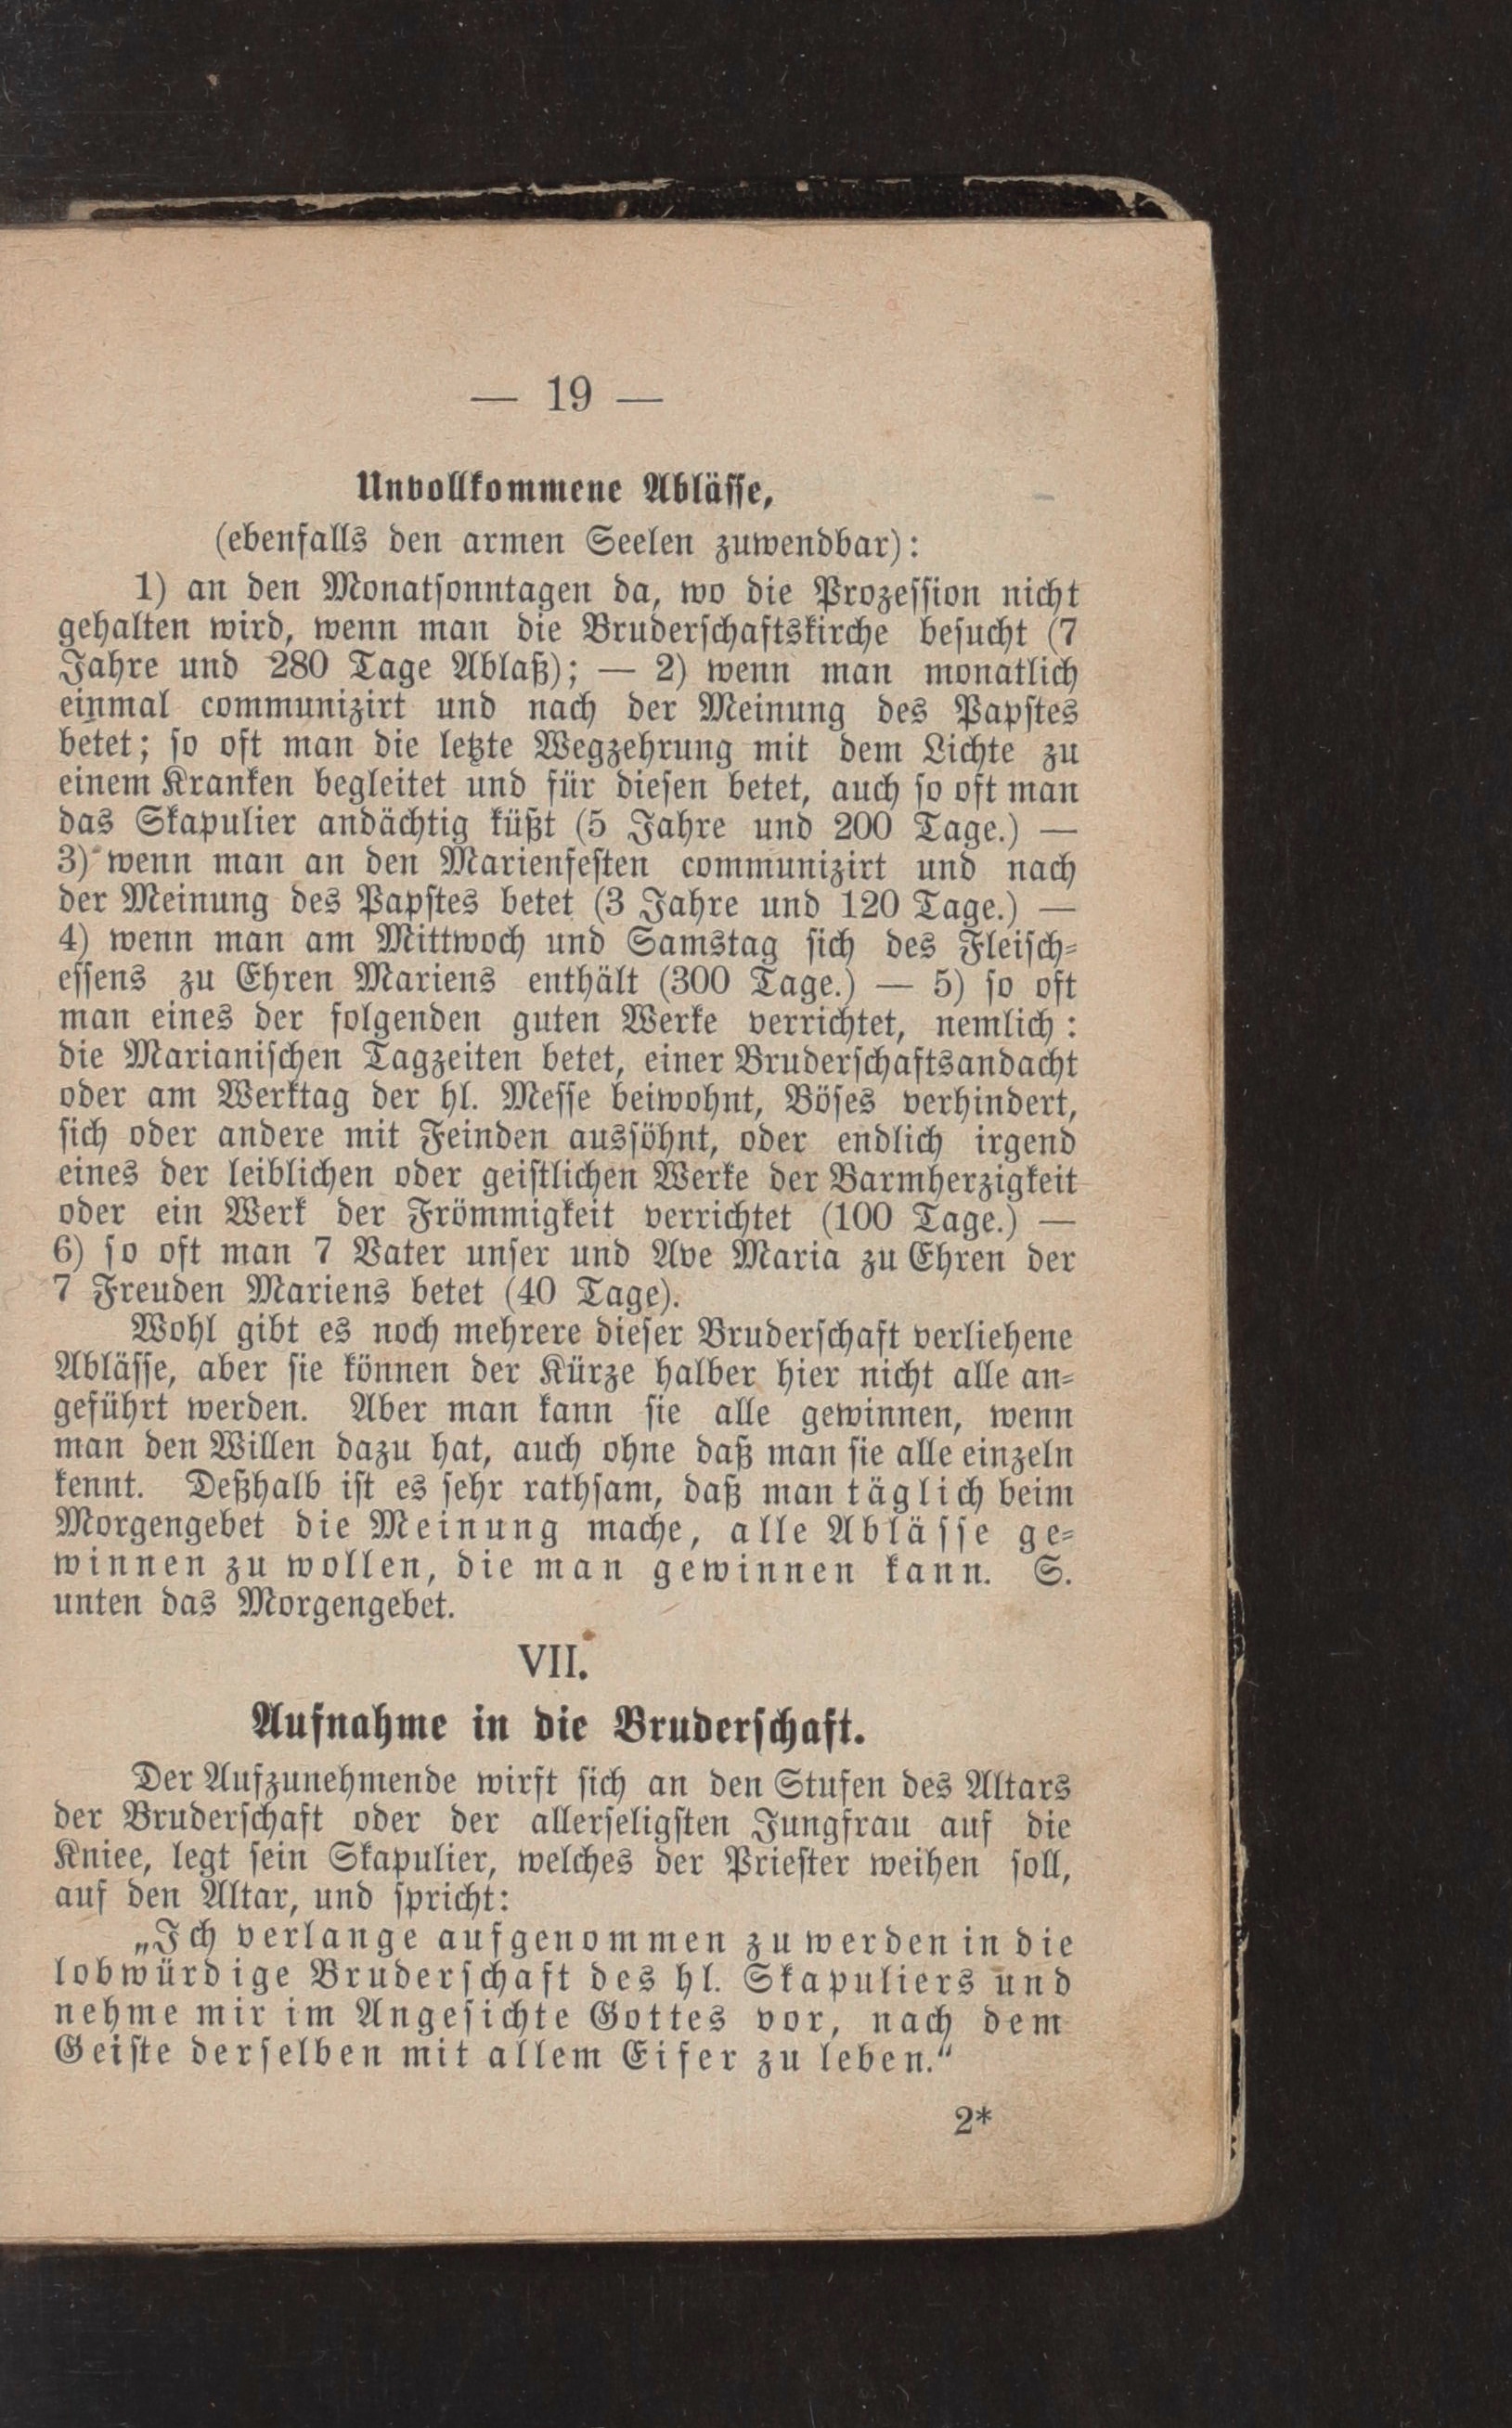 — 19 —
Unvollkommene Ablässe,
(ebenfalls den armen Seelen zuwendbar):
1) an den Monatsonntagen da, wo die Prozession nicht
gehalten wird, wenn man die Bruderschaftskirche besucht (7
Jahre und 280 Tage Ablaß); — 2) wenn man monatlich
einmal communizirt und nach der Meinung des Papstes
betet; so oft man die letzte Wegzehrung mit dem Lichte zu
einem Kranken begleitet und für diesen betet, auch so oft man
das Skapulier andächtig küßt (5 Jahre und 200 Tage.) —
3) wenn man an den Marienfesten communizirt und nach
der Meinung des Papstes betet (3 Jahre und 120 Tage.) —
4) wenn man am Mittwoch und Samstag sich des Fleisch-
essens zu Ehren Mariens enthält (300 Tage.) — 5) so oft
man eines der folgenden guten Werke verrichtet, nemlich:
die Marianischen Tagzeiten betet, einer Bruderschaftsandacht
oder am Werktag der hl. Messe beiwohnt, Böses verhindert,
sich oder andere mit Feinden aussöhnt, oder endlich irgend
eines der leiblichen oder geistlichen Werke der Barmherzigkeit
oder ein Werk der Frömmigkeit verrichtet (100 Tage.) —
6) so oft man 7 Vater unser und Ave Maria zu Ehren der
7 Freuden Mariens betet (40 Tage).
Wohl gibt es noch mehrere dieser Bruderschaft verliehene
Ablässe, aber sie können der Kürze halber hier nicht alle an-
geführt werden. Aber man kann sie alle gewinnen, wenn
man den Willen dazu hat, auch ohne daß man sie alle einzeln
kennt. Deßhalb ist es sehr rathsam, daß man täglich beim
Morgengebet die Meinung mache, alle Ablässe ge-
winnen zu wollen, die man gewinnen kann. S.
unten das Morgengebet.
VII.
Aufnahme in die Bruderschaft.
Der Aufzunehmende wirft sich an den Stufen des Altars
der Bruderschaft oder der allerseligsten Jungfrau auf die
Kniee, legt sein Skapulier, welches der Priester weihen soll,
auf den Altar, und spricht:
„Ich verlange aufgenommen zu werden in die
lobwürdige Bruderschaft des hl. Skapuliers und
nehme mir im Angesichte Gottes vor, nach dem
Geiste derselben mit allem Eifer zu leben.“
2*